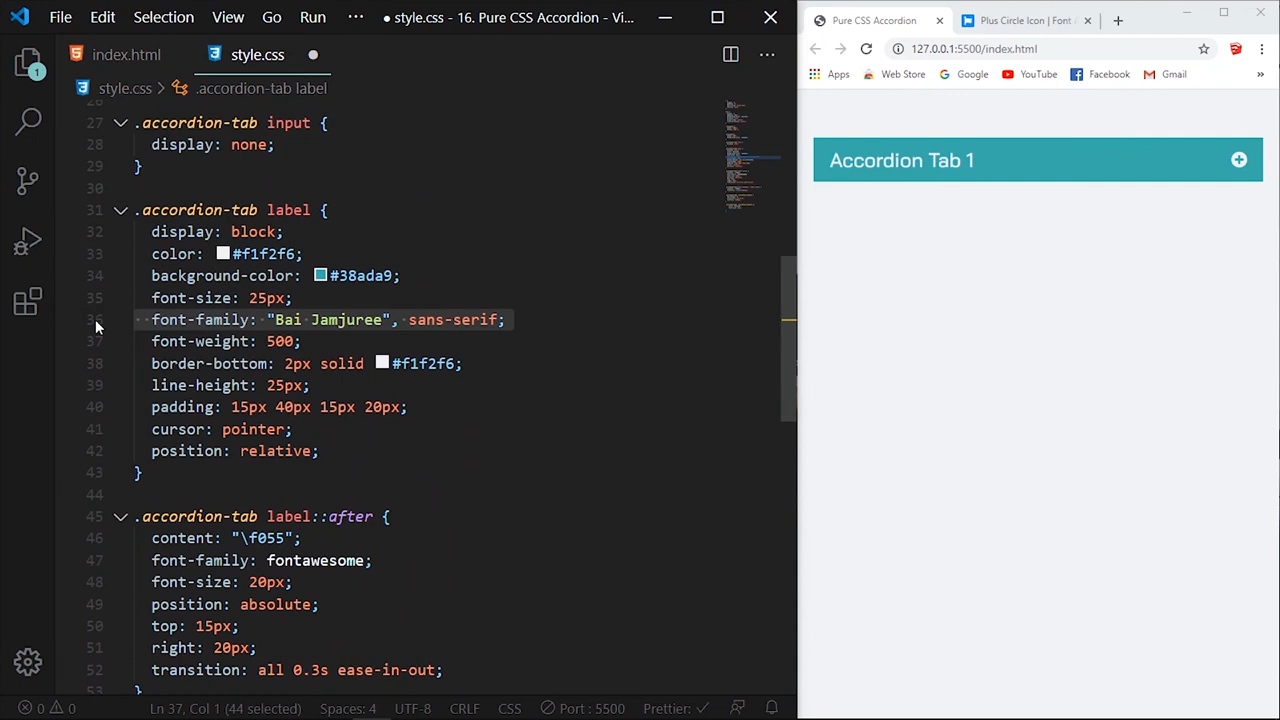 File Edit Selection View Go Run ··· ● style.css - 16. Pure CSS Accordion - Vi...
index.html style.css ●
style.css > .accordion-tab label
26
27 .accordion-tab input {
28 display: none;
29 }
30
31 .accordion-tab label {
32 display: block;
33 color: #f1f2f6;
34 background-color: #38ada9;
35 font-size: 25px;
36 ··font-family:·"Bai·Jamjuree",·sans-serif;
37 font-weight: 500;
38 border-bottom: 2px solid #f1f2f6;
39 line-height: 25px;
40 padding: 15px 40px 15px 20px;
41 cursor: pointer;
42 position: relative;
43 }
44
45 .accordion-tab label::after {
46 content: "\f055";
47 font-family: fontawesome;
48 font-size: 20px;
49 position: absolute;
50 top: 15px;
51 right: 20px;
52 transition: all 0.3s ease-in-out;
53 }
1
0 0 Ln 37, Col 1 (44 selected) Spaces: 4 UTF-8 CRLF CSS Port : 5500 Prettier: ✓
Pure CSS Accordion Plus Circle Icon | Font
127.0.0.1:5500/index.html
Apps Web Store Google YouTube Facebook Gmail »
Accordion Tab 1